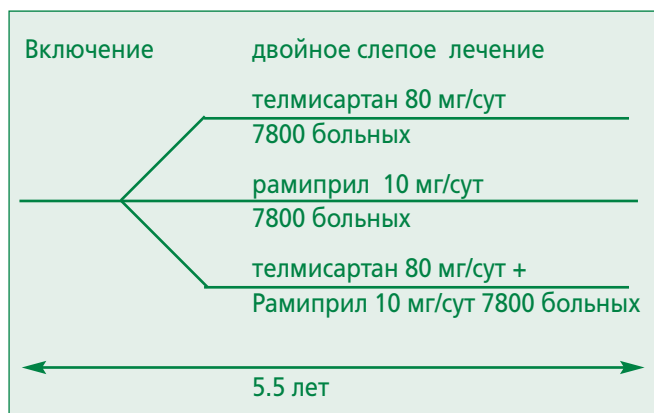 Включение двойное слепое лечение
телмисартан 80 мг/сут
7800 больных
рамиприл 10 мг/сут
7800 больных
телмисартан 80 мг/сут +
Рамиприл 10 мг/сут 7800 больных
5.5 лет